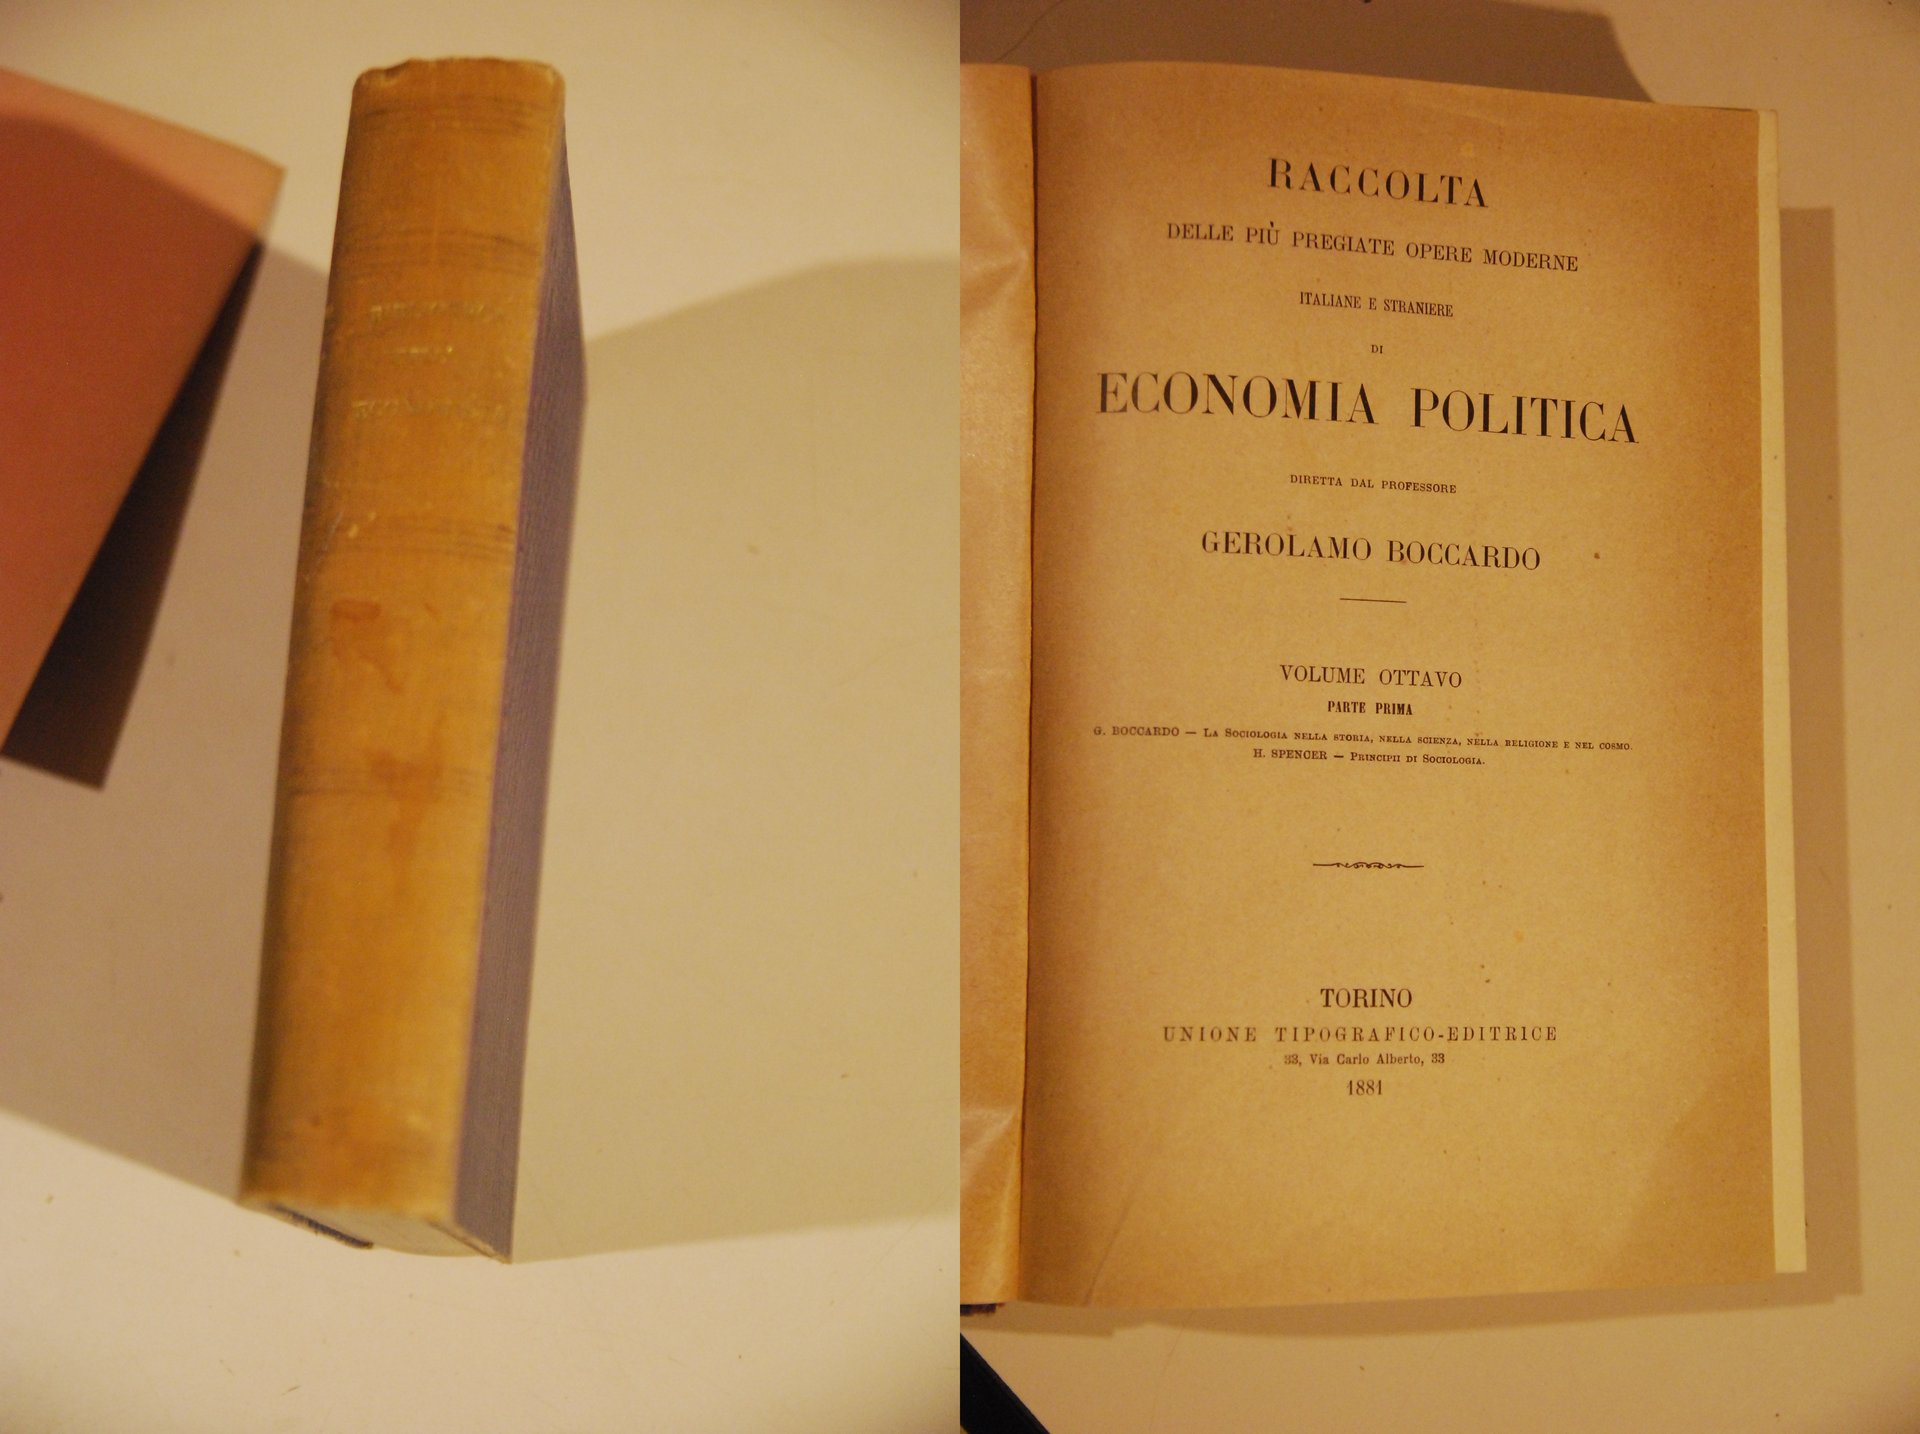 RACCOLTA
DELLE PIÙ PREGIATE OPERE MODERNE
ITALIANE E STRANIERE
DI
ECONOMIA POLITICA
DIRETTA DAL PROFESSORE
GEROLAMO BOCCARDO
VOLUME OTTAVO
PARTE PRIMA
G. BOCCARDO — LA SOCIOLOGIA NELLA STORIA, NELLA SCIENZA, NELLA RELIGIONE E NEL COSMO.
H. SPENCER — PRINCIPII DI SOCIOLOGIA.
TORINO
UNIONE TIPOGRAFICO-EDITRICE
33, Via Carlo Alberto, 33
1881